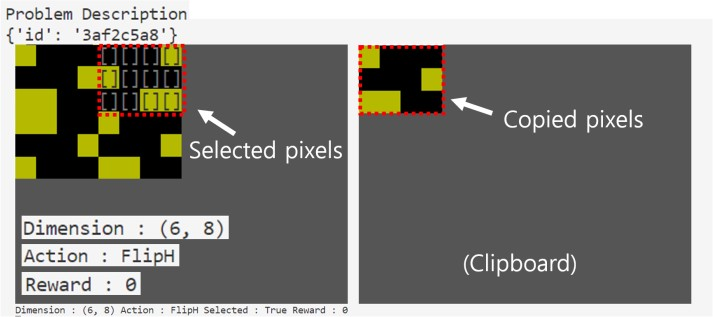 Problem Description
{'id': '3af2c5a8'}
[][][][]
[][][][]
[][][][]
Selected pixels
Copied pixels
Dimension : (6, 8)
Action : FlipH
Reward : 0
(Clipboard)
Dimension : (6, 8) Action : FlipH Selected : True Reward : 0